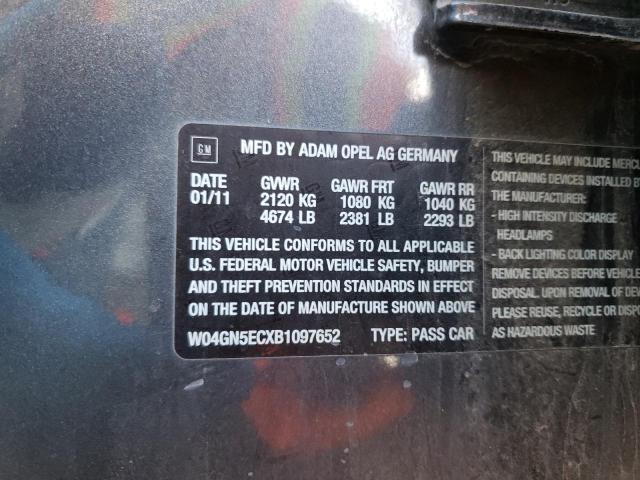 GM
MFD BY ADAM OPEL AG GERMANY
DATE GVWR GAWR FRT GAWR RR
01/11 2120 KG 1080 KG 1040 KG
4674 LB 2381 LB 2293 LB
THIS VEHICLE CONFORMS TO ALL APPLICABLE
U.S. FEDERAL MOTOR VEHICLE SAFETY, BUMPER
AND THEFT PREVENTION STANDARDS IN EFFECT
ON THE DATE OF MANUFACTURE SHOWN ABOVE
W04GN5ECXB1097652 TYPE: PASS CAR
THIS VEHICLE MAY INCLUDE MERC
CONTAINING DEVICES INSTALLED B
THE MANUFACTURER:
- HIGH INTENSITY DISCHARGE
HEADLAMPS
- BACK LIGHTING COLOR DISPLAY
REMOVE DEVICES BEFORE VEHICL
DISPOSAL. UPON REMOVAL OF DEV
PLEASE REUSE, RECYCLE OR DISPO
AS HAZARDOUS WASTE